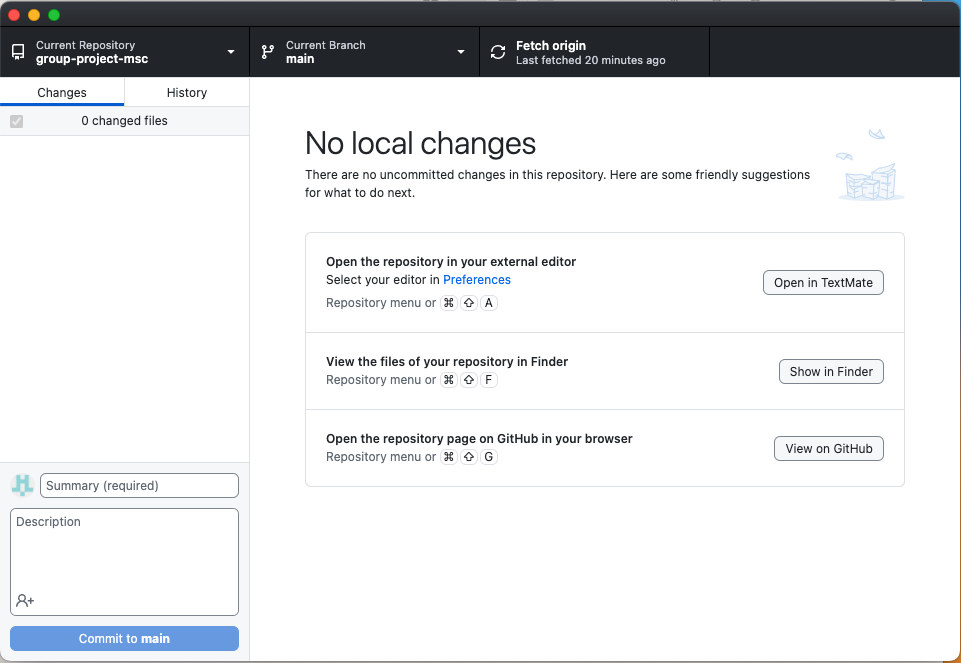 Current Repository
group-project-msc
Current Branch
main
Fetch origin
Last fetched 20 minutes ago
Changes
History
0 changed files
No local changes
There are no uncommitted changes in this repository. Here are some friendly suggestions
for what to do next.
Open the repository in your external editor
Select your editor in Preferences
Repository menu or ⌘ ⇧ A
Open in TextMate
View the files of your repository in Finder
Repository menu or ⌘ ⇧ F
Show in Finder
Open the repository page on GitHub in your browser
Repository menu or ⌘ ⇧ G
View on GitHub
Summary (required)
Description
Commit to main